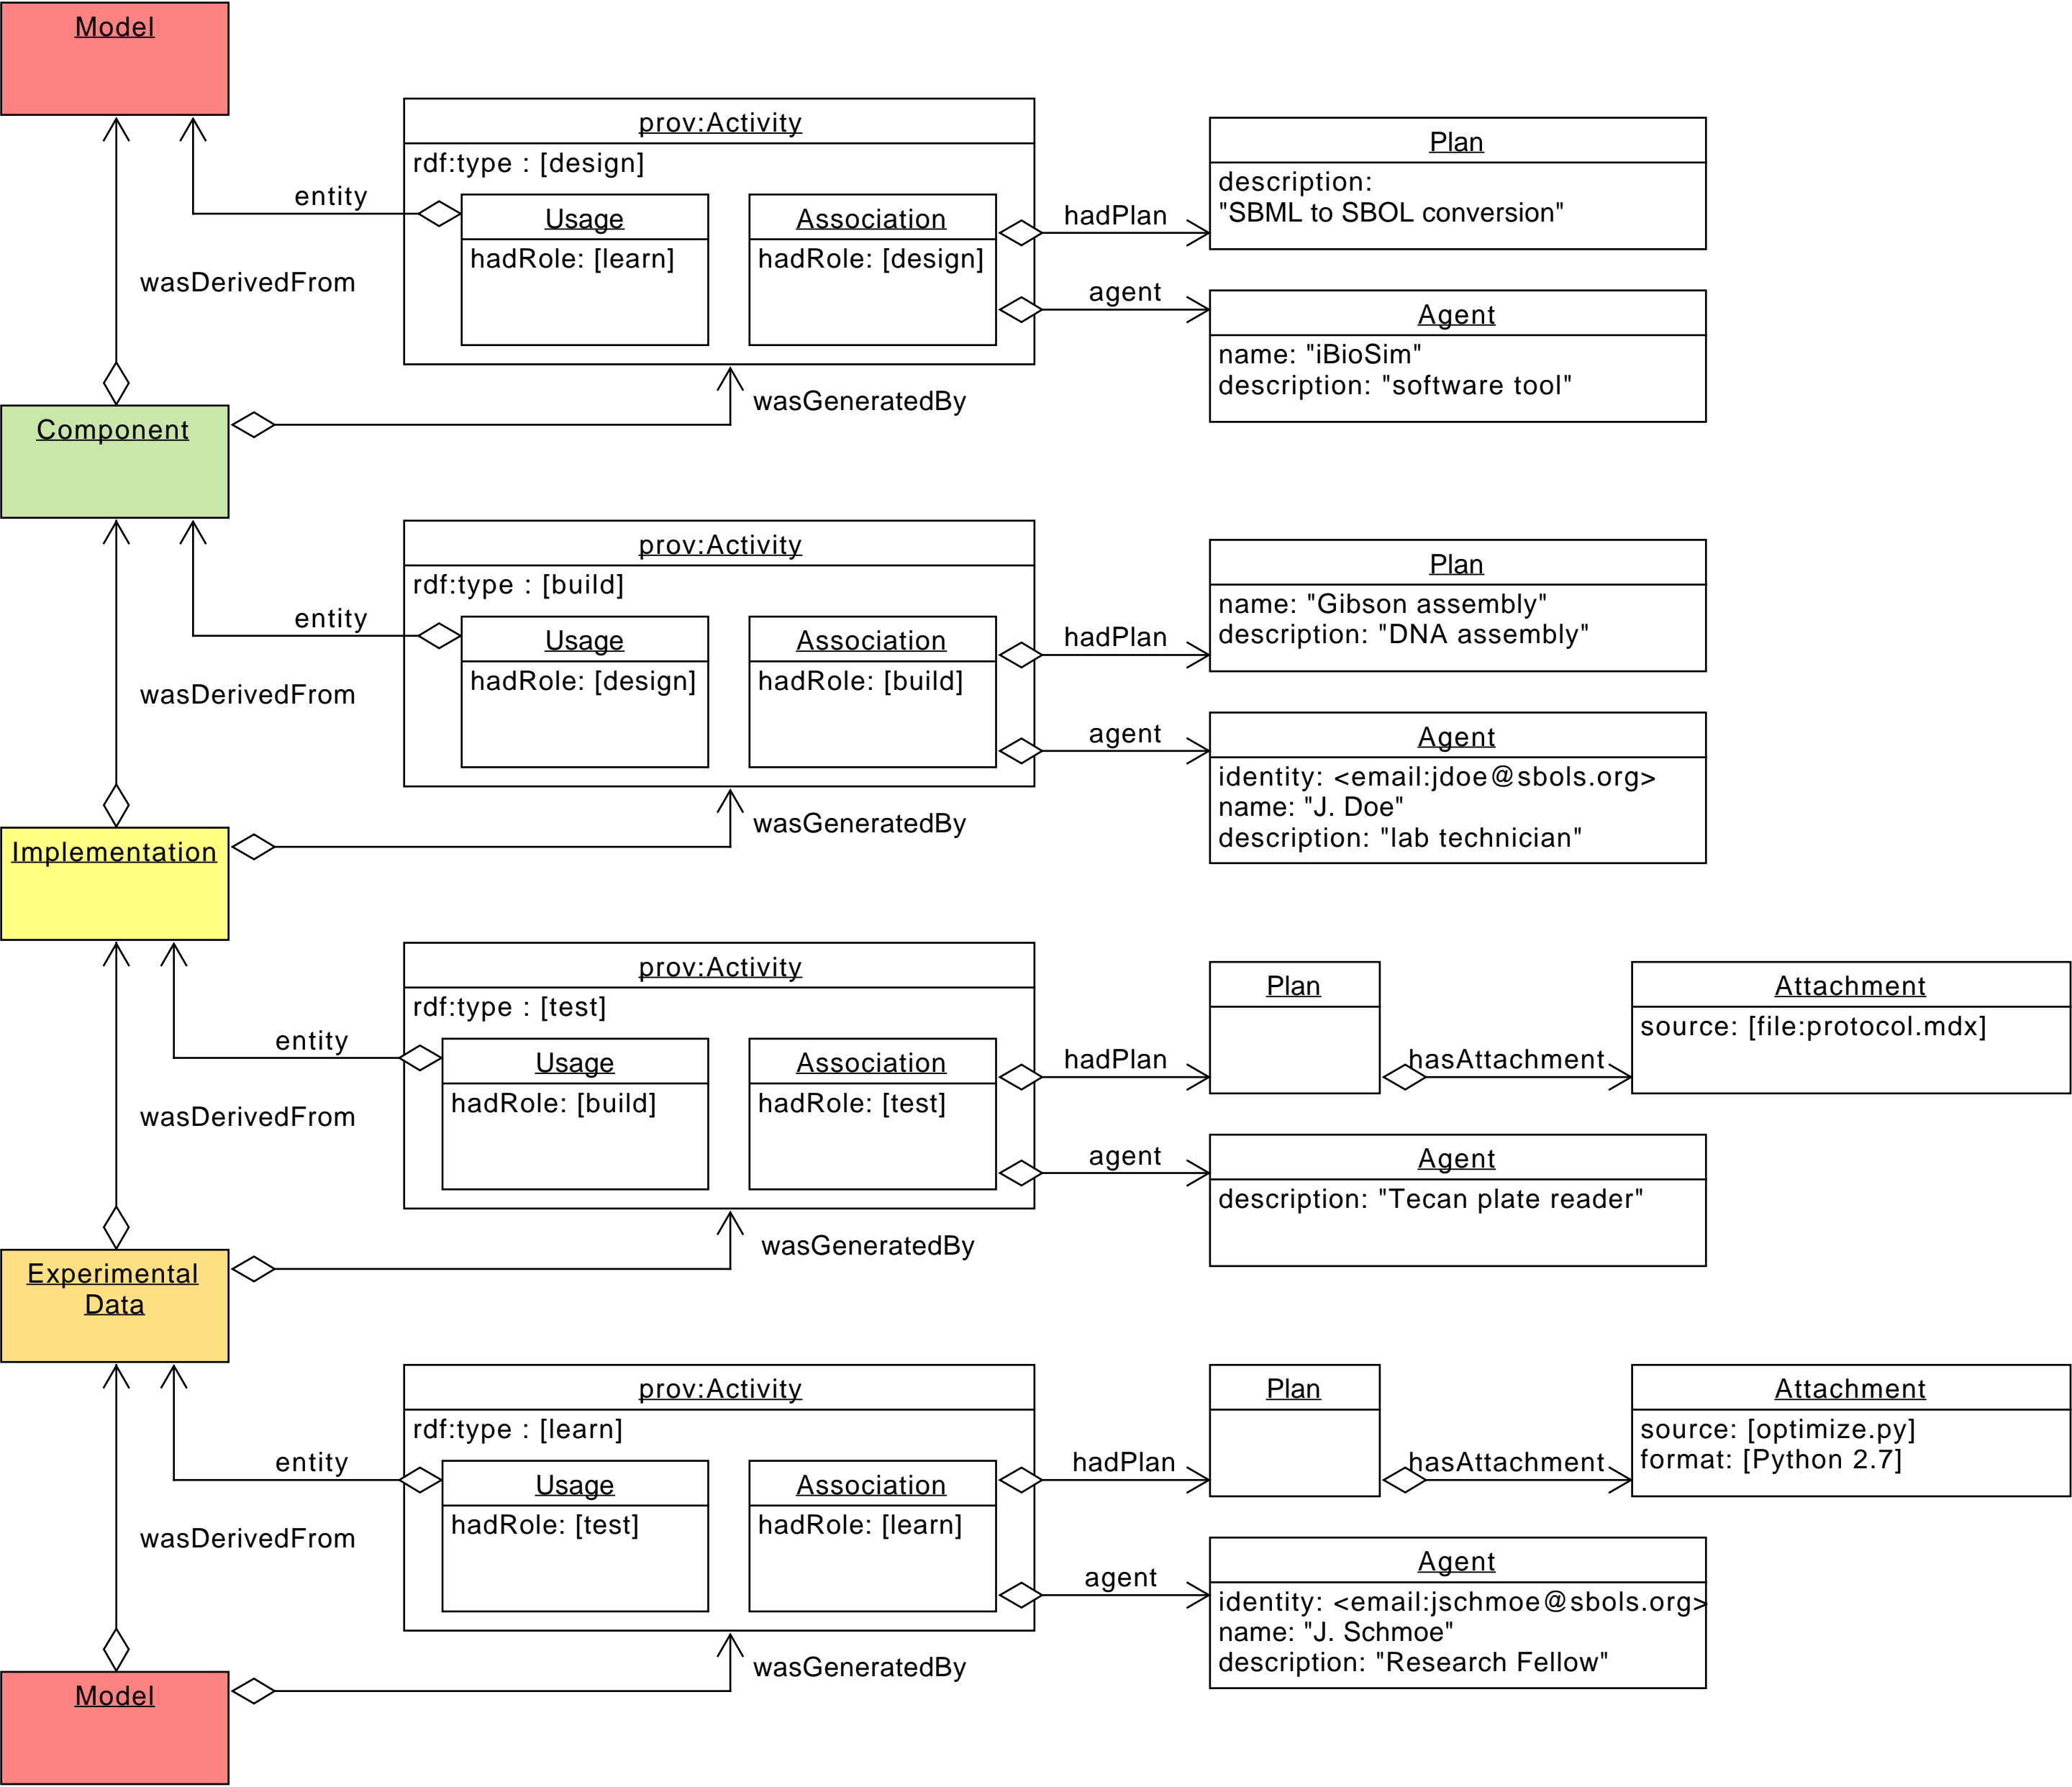 Model
prov:Activity
rdf:type : [design]
Plan
description:
"SBML to SBOL conversion"
entity
Usage
hadRole: [learn]
Association
hadRole: [design]
hadPlan
wasDerivedFrom
agent
Agent
name: "iBioSim"
description: "software tool"
wasGeneratedBy
Component
prov:Activity
rdf:type : [build]
Plan
name: "Gibson assembly"
description: "DNA assembly"
entity
Usage
hadRole: [design]
Association
hadRole: [build]
hadPlan
wasDerivedFrom
agent
Agent
identity: <email:jdoe@sbols.org>
name: "J. Doe"
description: "lab technician"
wasGeneratedBy
Implementation
prov:Activity
rdf:type : [test]
Plan
Attachment
source: [file:protocol.mdx]
entity
Usage
hadRole: [build]
Association
hadRole: [test]
hadPlan
hasAttachment
wasDerivedFrom
agent
Agent
description: "Tecan plate reader"
wasGeneratedBy
Experimental
Data
prov:Activity
rdf:type : [learn]
Plan
Attachment
source: [optimize.py]
format: [Python 2.7]
entity
Usage
hadRole: [test]
Association
hadRole: [learn]
hadPlan
hasAttachment
wasDerivedFrom
agent
Agent
identity: <email:jschmoe@sbols.org>
name: "J. Schmoe"
description: "Research Fellow"
wasGeneratedBy
Model